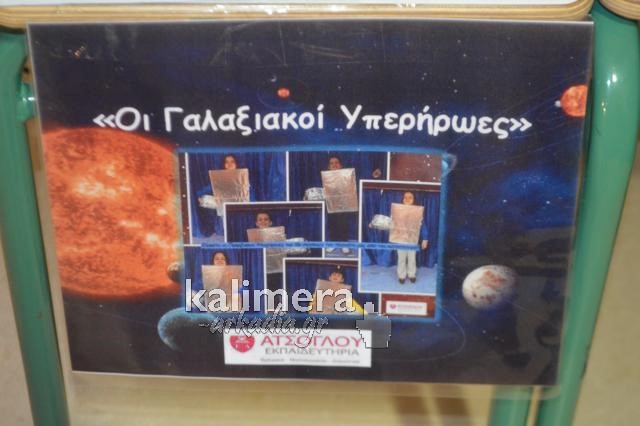 «Οι Γαλαξιακοί Υπερήρωες»
kalimera
-arkadia.gr
ΑΤΣΟΓΛΟΥ
ΕΚΠΑΙΔΕΥΤΗΡΙΑ